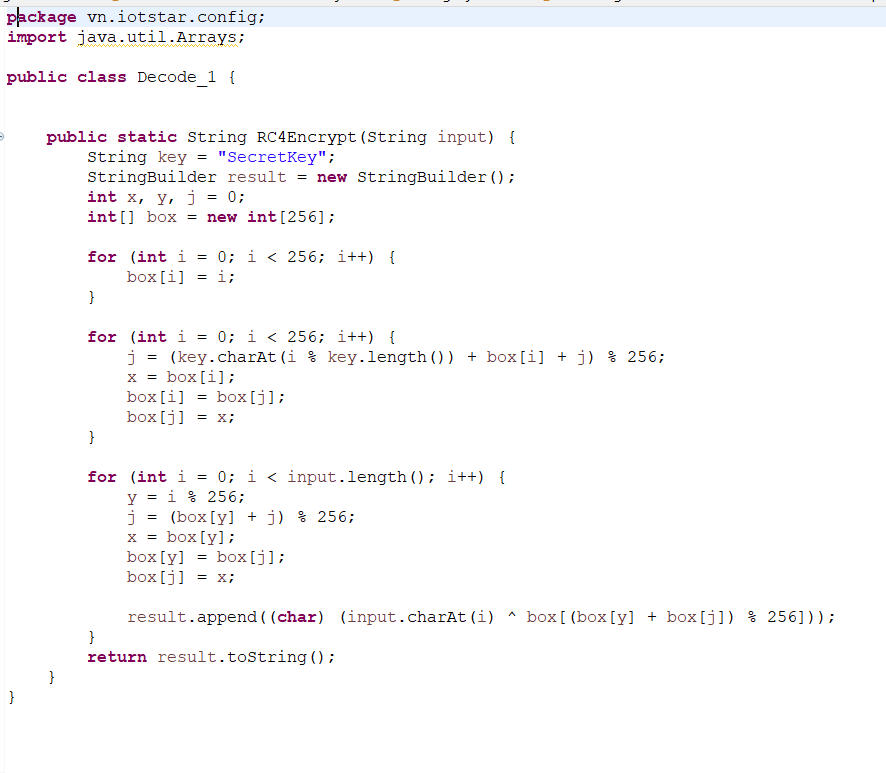 package vn.iotstar.config;
import java.util.Arrays;
public class Decode_1 {
public static String RC4Encrypt(String input) {
String key = "SecretKey";
StringBuilder result = new StringBuilder();
int x, y, j = 0;
int[] box = new int[256];
for (int i = 0; i < 256; i++) {
box[i] = i;
}
for (int i = 0; i < 256; i++) {
j = (key.charAt(i % key.length()) + box[i] + j) % 256;
x = box[i];
box[i] = box[j];
box[j] = x;
}
for (int i = 0; i < input.length(); i++) {
y = i % 256;
j = (box[y] + j) % 256;
x = box[y];
box[y] = box[j];
box[j] = x;
result.append((char) (input.charAt(i) ^ box[(box[y] + box[j]) % 256]));
}
return result.toString();
}
}